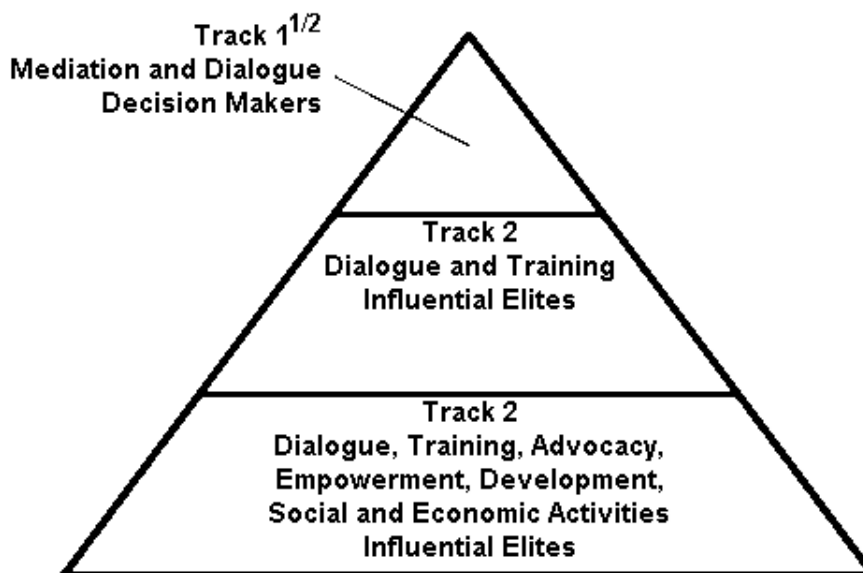 Track 1 1/2
Mediation and Dialogue
Decision Makers
Track 2
Dialogue and Training
Influential Elites
Track 2
Dialogue, Training, Advocacy,
Empowerment, Development,
Social and Economic Activities
Influential Elites